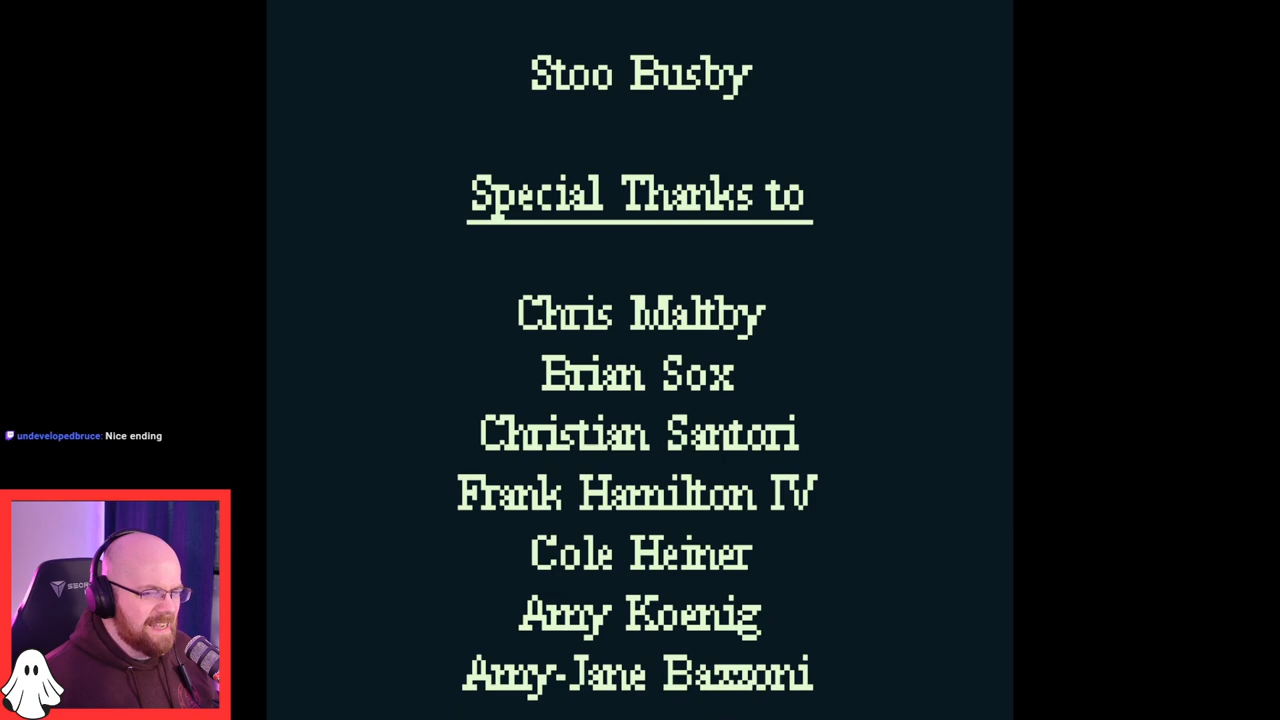 Stoo Busby
Special Thanks to
Chris Maltby
Brian Sox
Christian Santori
Frank Hamilton IV
Cole Heiner
Amy Koenig
Amy-Jane Bazzoni
undevelopedbruce: Nice ending